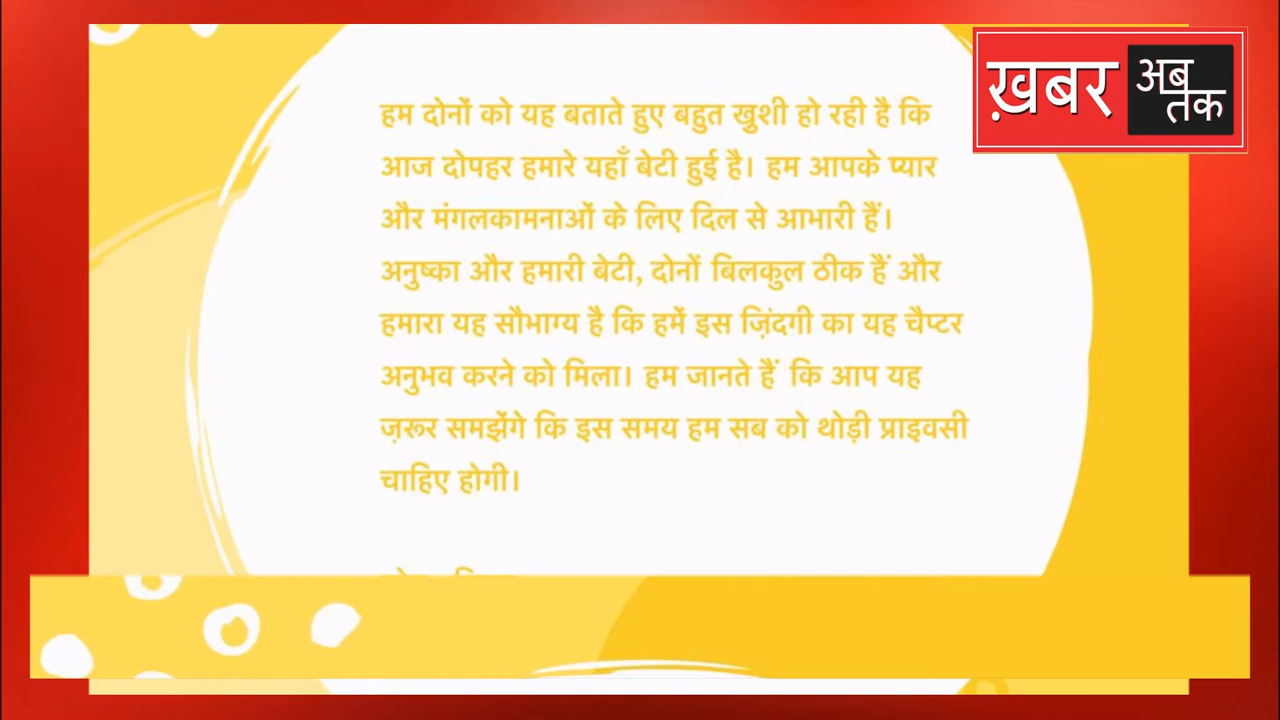 ख़बर
अब
तक
हम दोनों को यह बताते हुए बहुत खुशी हो रही है कि
आज दोपहर हमारे यहाँ बेटी हुई है। हम आपके प्यार
और मंगलकामनाओं के लिए दिल से आभारी हैं।
अनुष्का और हमारी बेटी, दोनों बिलकुल ठीक हैं और
हमारा यह सौभाग्य है कि हमें इस ज़िंदगी का यह चैप्टर
अनुभव करने को मिला। हम जानते हैं कि आप यह
ज़रूर समझेंगे कि इस समय हम सब को थोड़ी प्राइवसी
चाहिए होगी।